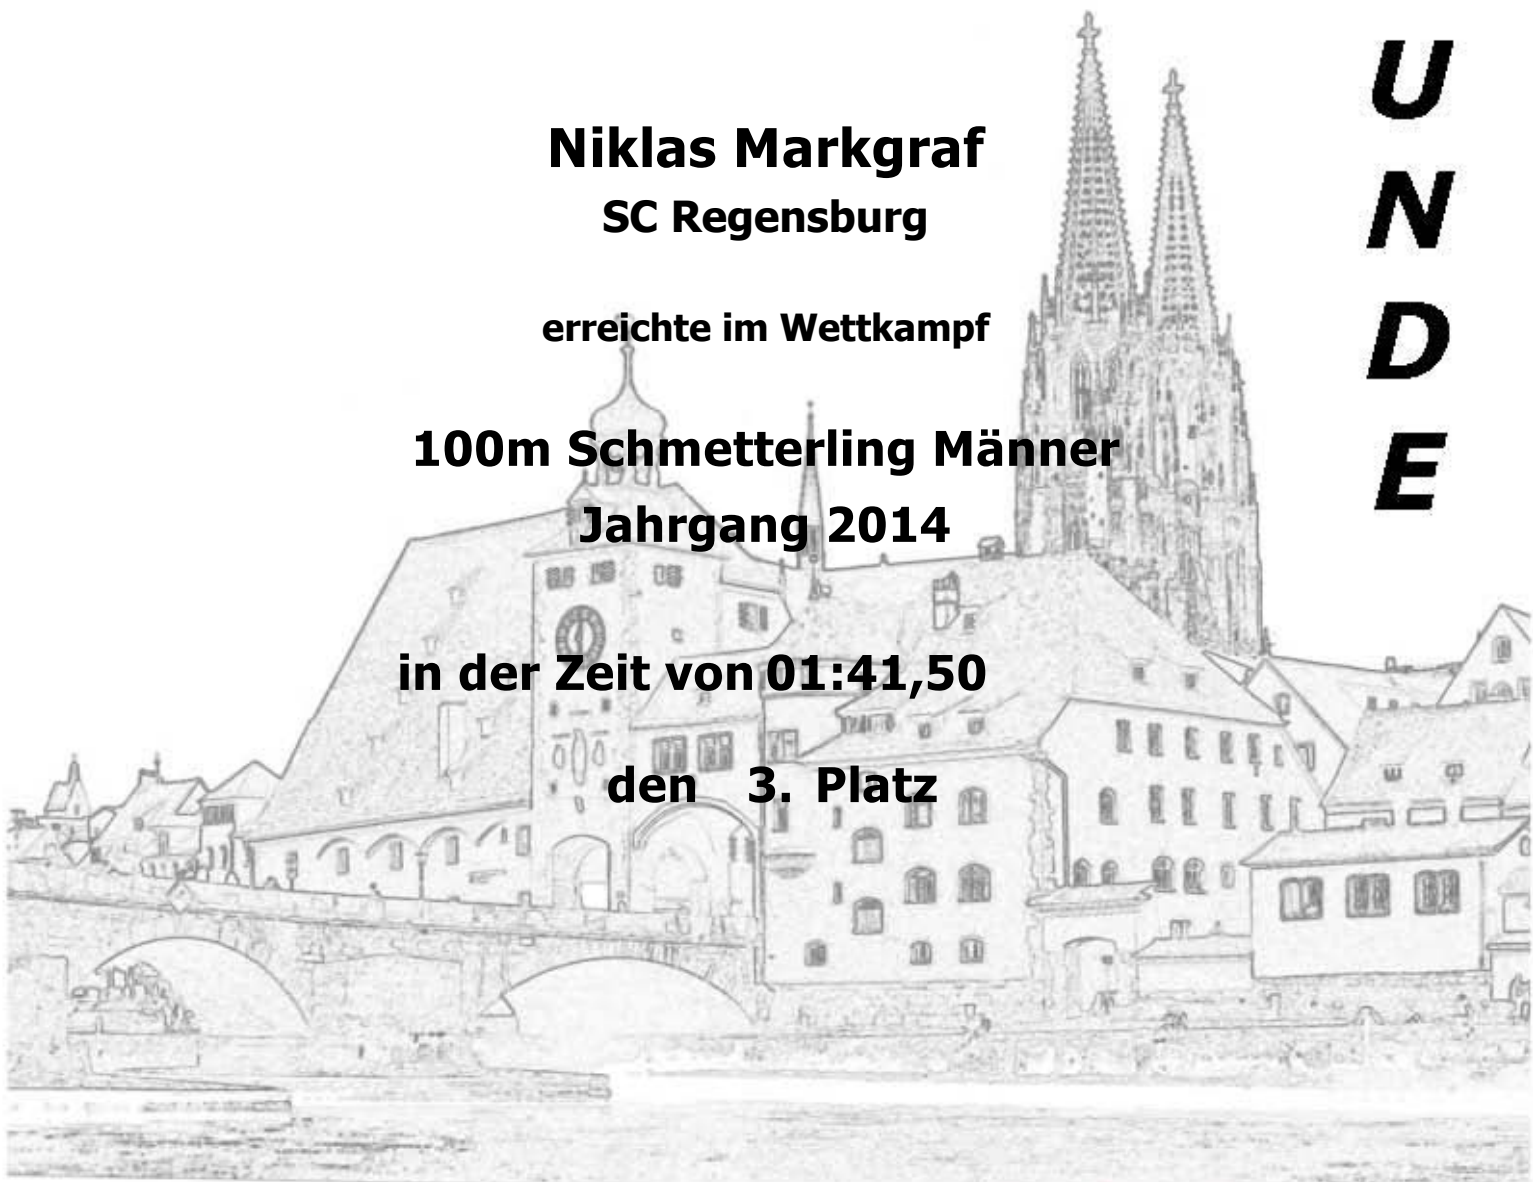 Niklas Markgraf
SC Regensburg
erreichte im Wettkampf
100m Schmetterling Männer
Jahrgang 2014
in der Zeit von 01:41,50
den 3. Platz
U
N
D
E